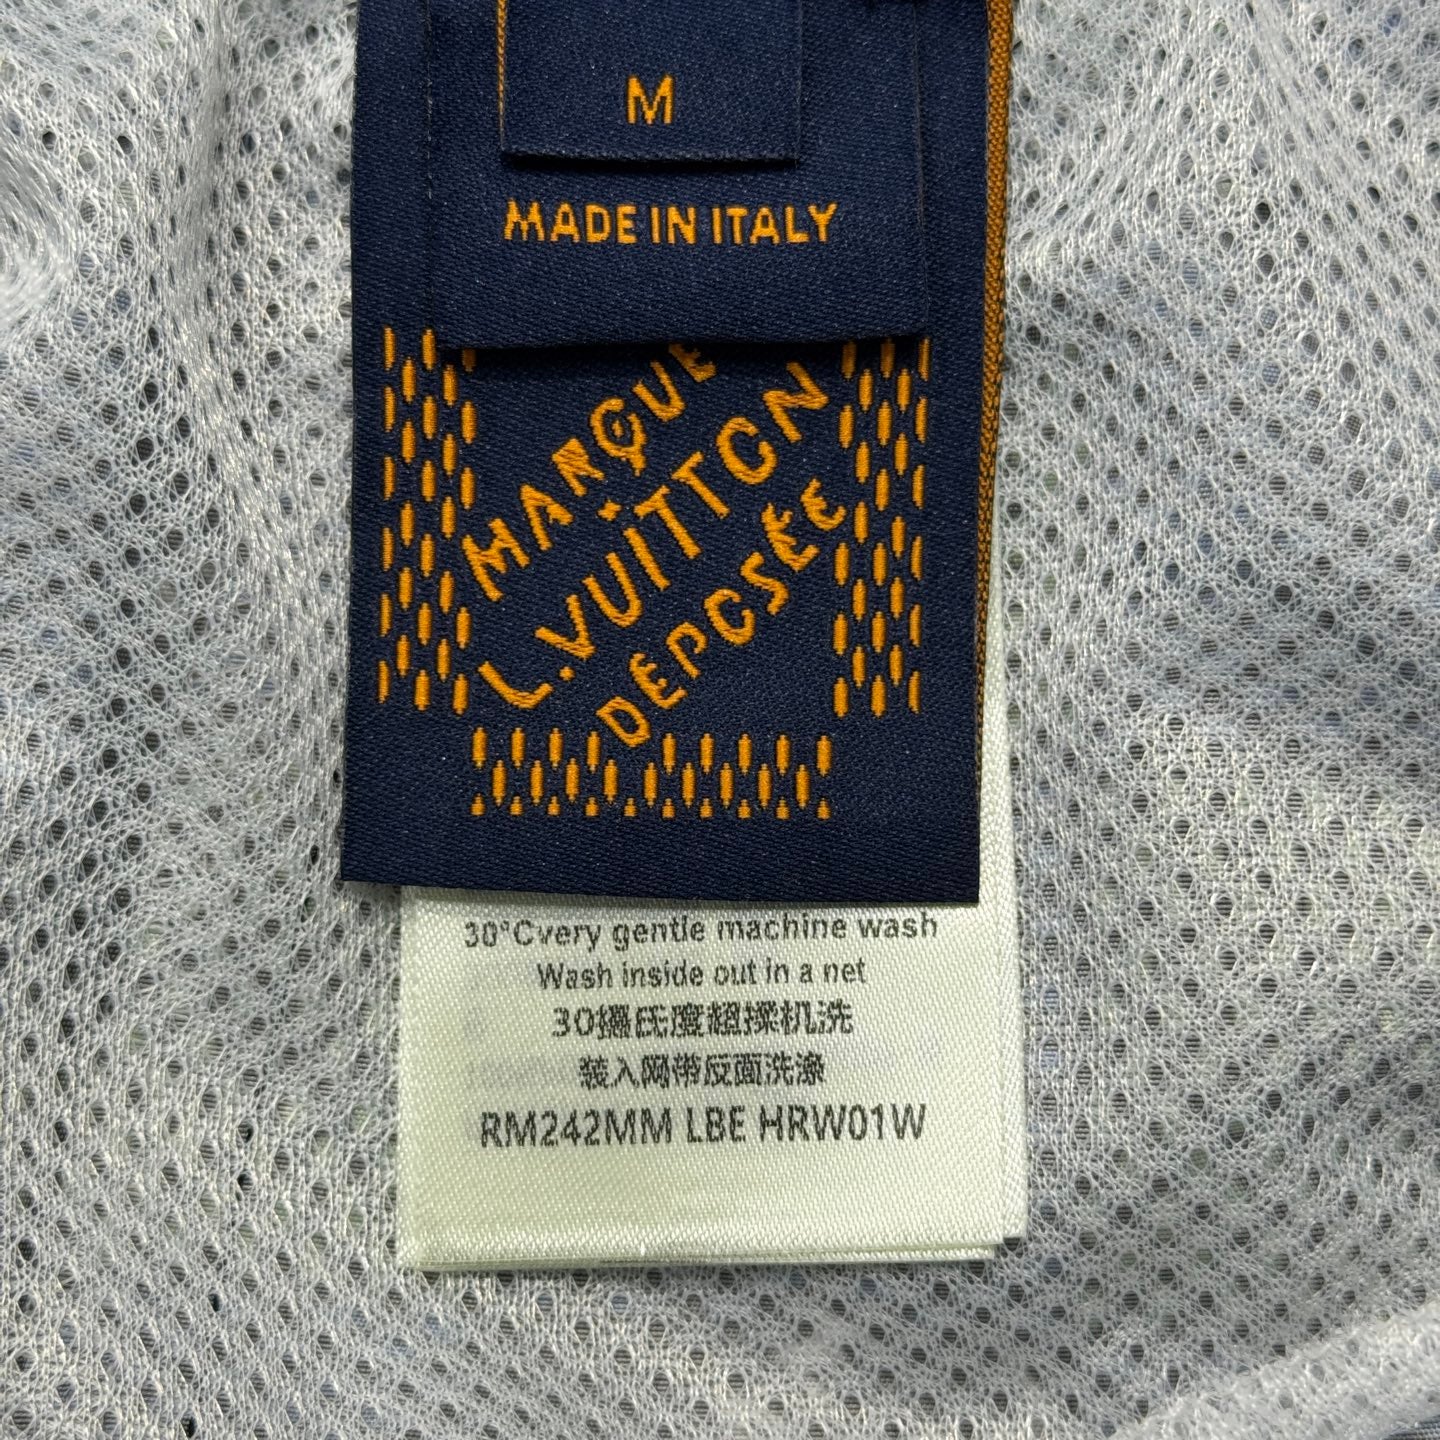 M
MADE IN ITALY
MARQUE
L.VUITTON
DÉPOSÉE
30°Cvery gentle machine wash
Wash inside out in a net
30攝氏度超揉机洗
装入网带反面洗涤
RM242MM LBE HRW01W